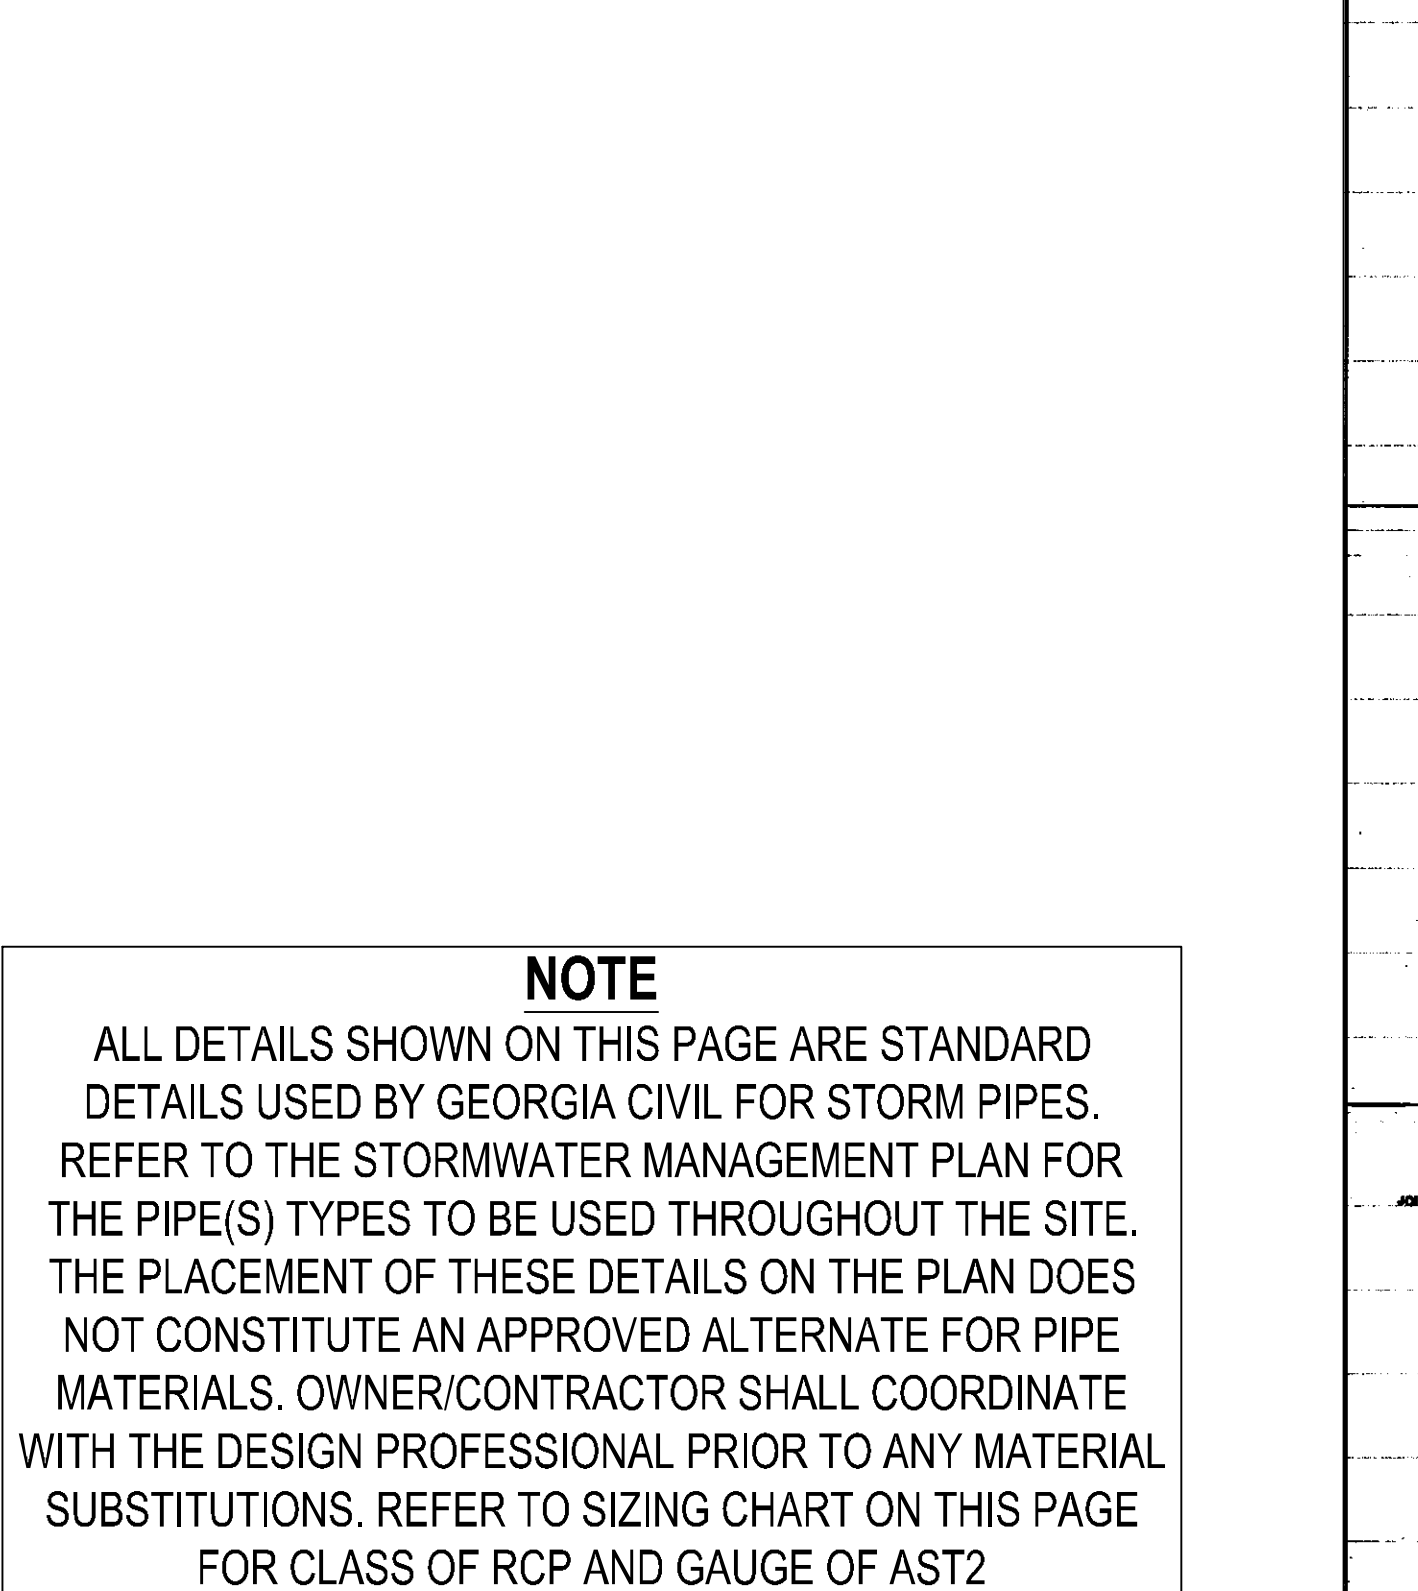 NOTE
ALL DETAILS SHOWN ON THIS PAGE ARE STANDARD
DETAILS USED BY GEORGIA CIVIL FOR STORM PIPES.
REFER TO THE STORMWATER MANAGEMENT PLAN FOR
THE PIPE(S) TYPES TO BE USED THROUGHOUT THE SITE.
THE PLACEMENT OF THESE DETAILS ON THE PLAN DOES
NOT CONSTITUTE AN APPROVED ALTERNATE FOR PIPE
MATERIALS. OWNER/CONTRACTOR SHALL COORDINATE
WITH THE DESIGN PROFESSIONAL PRIOR TO ANY MATERIAL
SUBSTITUTIONS. REFER TO SIZING CHART ON THIS PAGE
FOR CLASS OF RCP AND GAUGE OF AST2